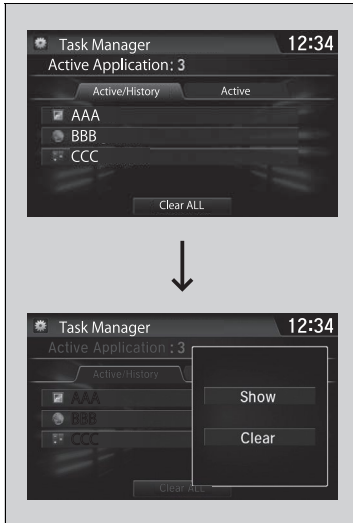 Task Manager 12:34
Active Application: 3
Active/History Active
AAA
BBB
CCC
Clear ALL
Task Manager 12:34
Active Application : 3
Active/History
AAA
BBB
CCC
Show
Clear
Clear ALL